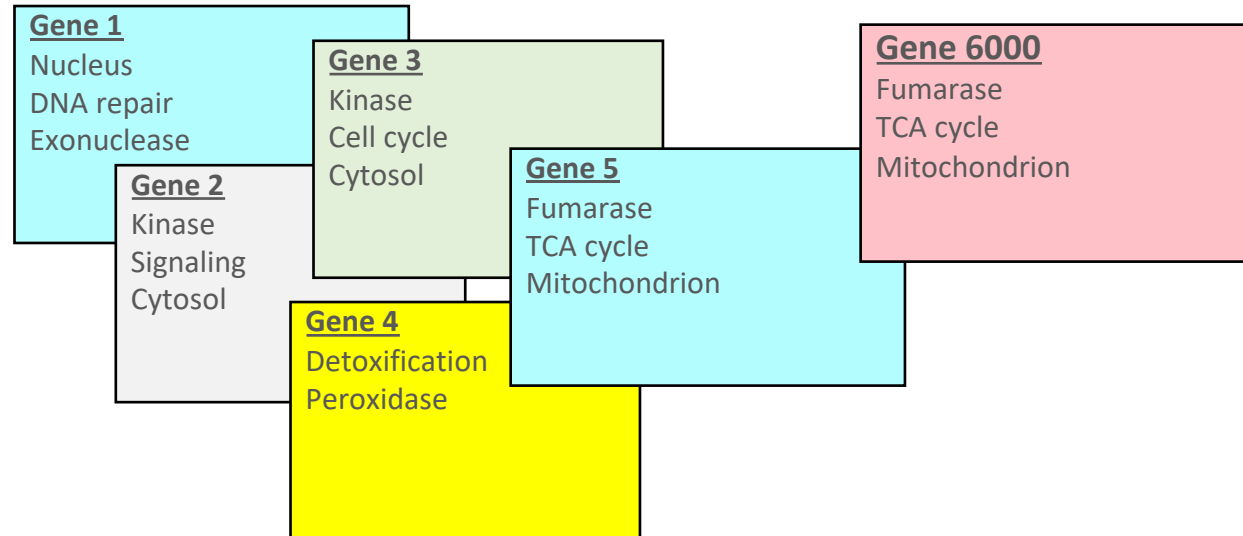 Gene 1
Nucleus
DNA repair
Exonuclease
Gene 2
Kinase
Signaling
Cytosol
Gene 3
Kinase
Cell cycle
Cytosol
Gene 4
Detoxification
Peroxidase
Gene 5
Fumarase
TCA cycle
Mitochondrion
Gene 6000
Fumarase
TCA cycle
Mitochondrion